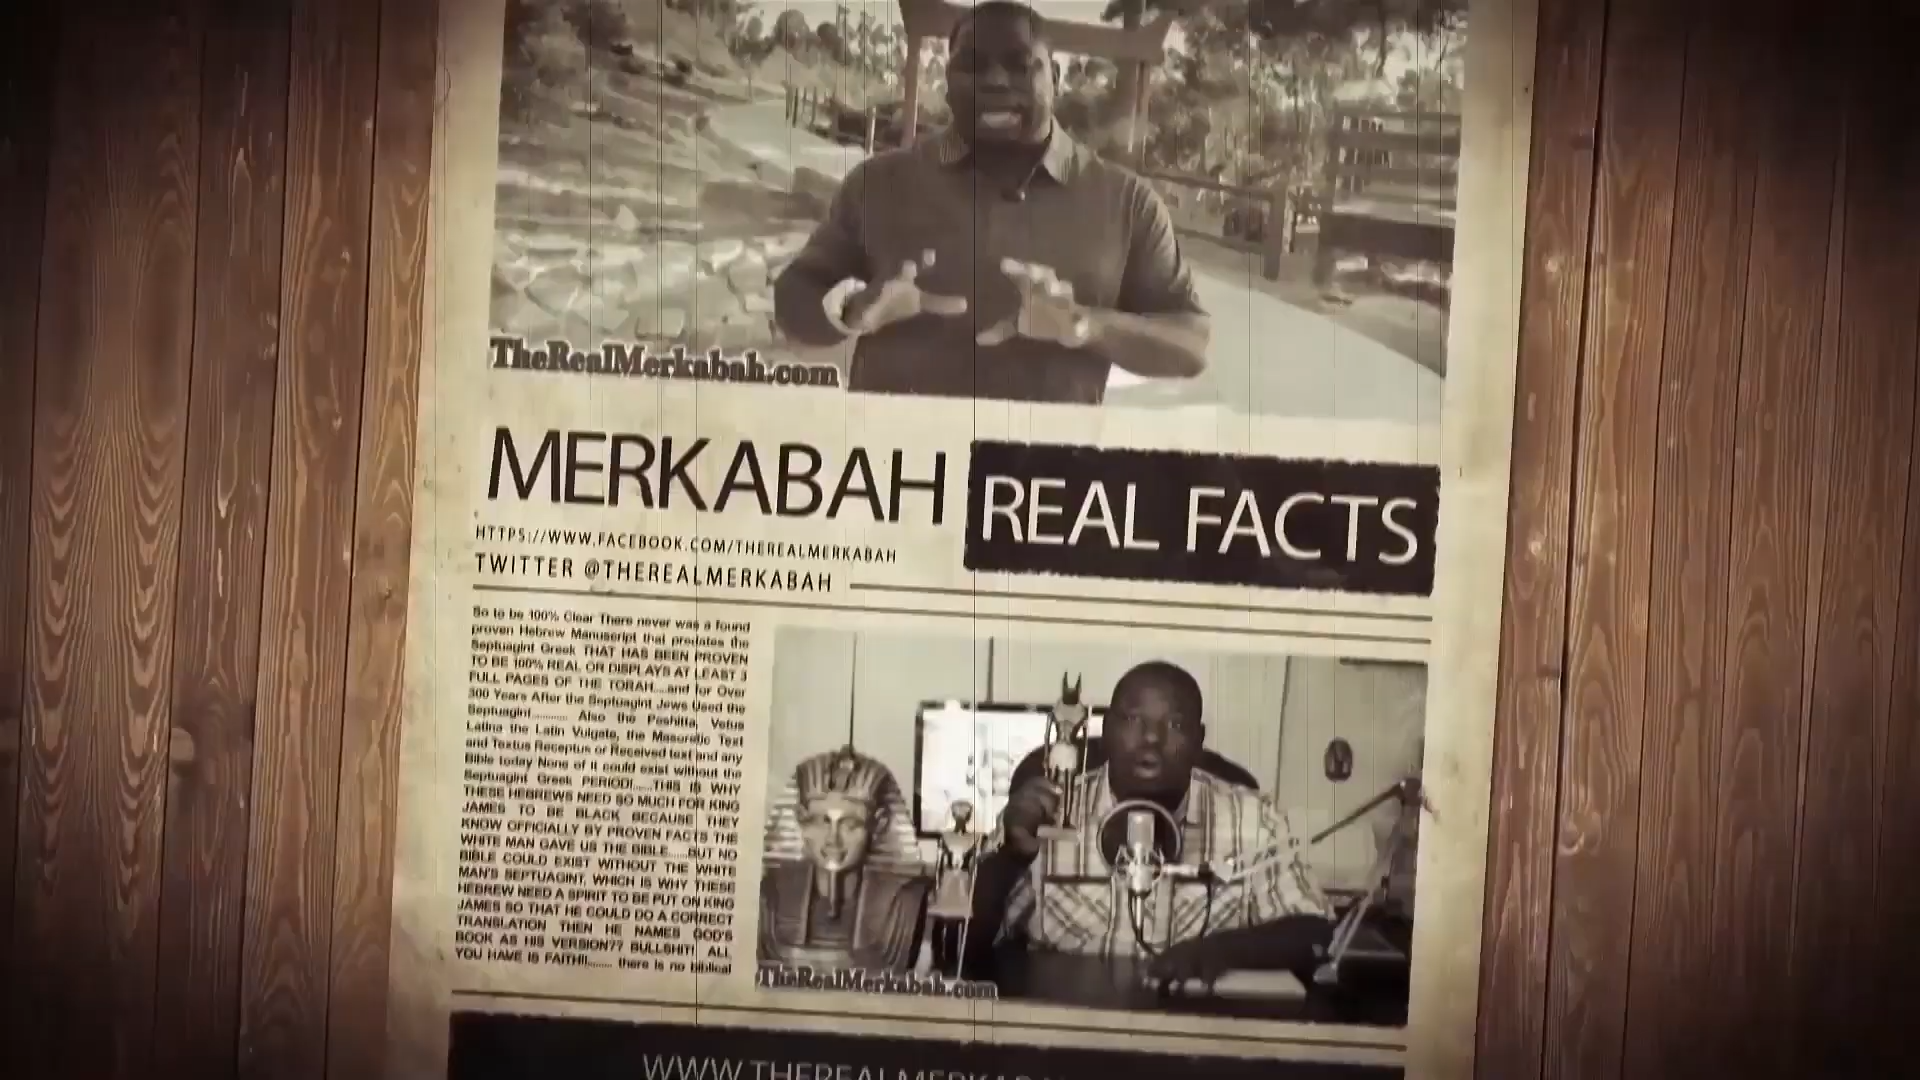 TheRealMerkabah.com
MERKABAH
REAL FACTS
HTTPS://WWW.FACEBOOK.COM/THEREALMERKABAH
TWITTER @THEREALMERKABAH
So to be 100% Clear There never was a found
proven Hebrew Manuscript that predates the
Septuagint Greek THAT HAS BEEN PROVEN
TO BE 100% REAL OR DISPLAYS AT LEAST 3
FULL PAGES OF THE TORAH....and for Over
300 Years After the Septuagint Jews Used the
Septuagint............ Also the Peshitta, Vetus
Latina the Latin Vulgate, the Masoretic Text
and Textus Receptus or Received text and any
Bible today None of it could exist without the
Septuagint Greek PERIOD!......THIS IS WHY
THESE HEBREWS NEED SO MUCH FOR KING
JAMES TO BE BLACK BECAUSE THEY
KNOW OFFICIALLY BY PROVEN FACTS THE
WHITE MAN GAVE US THE BIBLE.....BUT NO
BIBLE COULD EXIST WITHOUT THE WHITE
MAN'S SEPTUAGINT, WHICH IS WHY THESE
HEBREW NEED A SPIRIT TO BE PUT ON KING
JAMES SO THAT HE COULD DO A CORRECT
TRANSLATION THEN HE NAMES GOD'S
BOOK AS HIS VERSION?? BULLSHIT! ALL
YOU HAVE IS FAITH!!....... there is no biblical
TheRealMerkabah.com